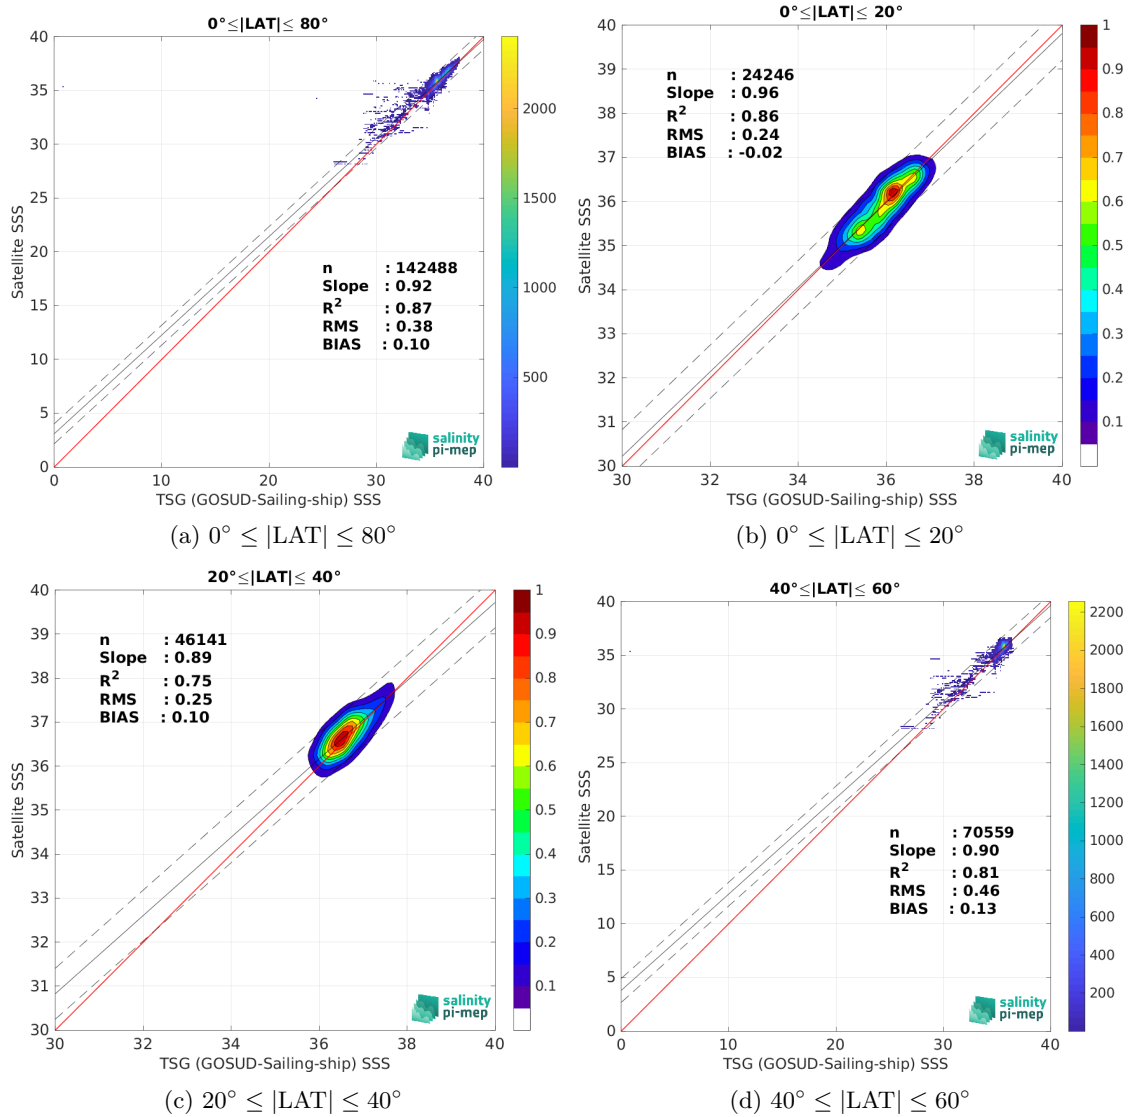 0°≤|LAT|≤ 80°
40
35
30
25
20
15
10
5
0
Satellite SSS
n : 142488
Slope : 0.92
R² : 0.87
RMS : 0.38
BIAS : 0.10
salinity
pi-mep
0 10 20 30 40
TSG (GOSUD-Sailing-ship) SSS
2000
1500
1000
500
(a) 0° ≤ |LAT| ≤ 80°
0°≤|LAT|≤ 20°
40
39
38
37
36
35
34
33
32
31
30
Satellite SSS
n : 24246
Slope : 0.96
R² : 0.86
RMS : 0.24
BIAS : -0.02
salinity
pi-mep
30 32 34 36 38 40
TSG (GOSUD-Sailing-ship) SSS
1
0.9
0.8
0.7
0.6
0.5
0.4
0.3
0.2
0.1
(b) 0° ≤ |LAT| ≤ 20°
20°≤|LAT|≤ 40°
40
39
38
37
36
35
34
33
32
31
30
Satellite SSS
n : 46141
Slope : 0.89
R² : 0.75
RMS : 0.25
BIAS : 0.10
salinity
pi-mep
30 32 34 36 38 40
TSG (GOSUD-Sailing-ship) SSS
1
0.9
0.8
0.7
0.6
0.5
0.4
0.3
0.2
0.1
(c) 20° ≤ |LAT| ≤ 40°
40°≤|LAT|≤ 60°
40
35
30
25
20
15
10
5
0
Satellite SSS
n : 70559
Slope : 0.90
R² : 0.81
RMS : 0.46
BIAS : 0.13
salinity
pi-mep
0 10 20 30 40
TSG (GOSUD-Sailing-ship) SSS
2200
2000
1800
1600
1400
1200
1000
800
600
400
200
(d) 40° ≤ |LAT| ≤ 60°